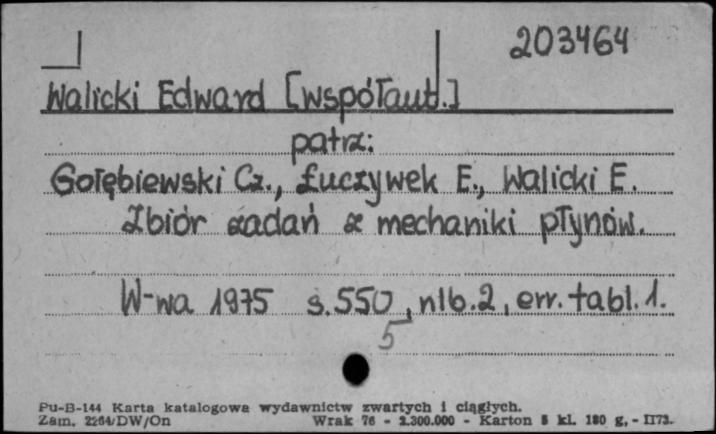 203464
Walicki Edward [współaut.]
patrz:
Gołębiewski Cz., Łuczywek E., Walicki E.
Zbiór zadań z mechaniki płynów.
W-wa 1975 s.550, nlb.2, err. tabl.1.
5
Pu-B-144 Karta katalogowa wydawnictw zwartych i ciągłych.
Zam. 2264/DW/On Wrak 76 - 2.300.000 - Karton 5 kl. 180 g, - II73.